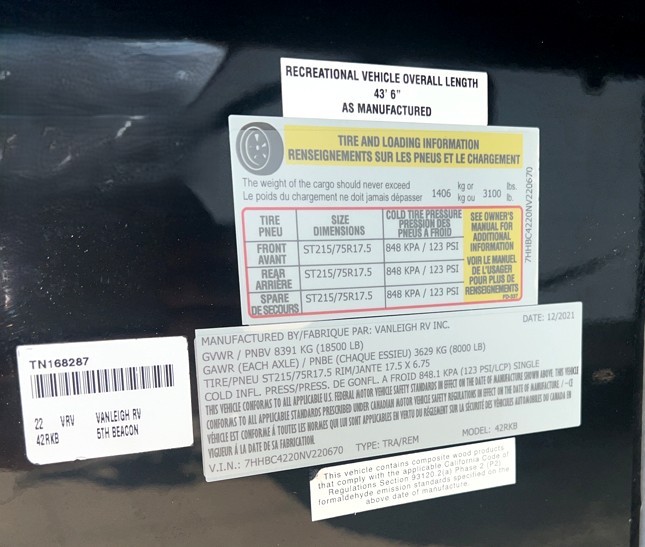 RECREATIONAL VEHICLE OVERALL LENGTH
43' 6"
AS MANUFACTURED
TIRE AND LOADING INFORMATION
RENSEIGNEMENTS SUR LES PNEUS ET LE CHARGEMENT
The weight of the cargo should never exceed 1406 kg or 3100 lbs.
Le poids du chargement ne doit jamais dépasser kg ou lb.
TIRE SIZE COLD TIRE PRESSURE
PNEU DIMENSIONS PRESSION DES
PNEUS A FROID
FRONT ST215/75R17.5 848 KPA / 123 PSI
AVANT
REAR ST215/75R17.5 848 KPA / 123 PSI
ARRIÈRE
SPARE ST215/75R17.5 848 KPA / 123 PSI
DE SECOURS
SEE OWNER'S
MANUAL FOR
ADDITIONAL
INFORMATION
VOIR LE MANUEL
DE L'USAGER
POUR PLUS DE
RENSEIGNEMENTS
7HHBC4220NV220670
MANUFACTURED BY/FABRIQUE PAR: VANLEIGH RV INC. DATE: 12/2021
GVWR / PNBV 8391 KG (18500 LB)
GAWR (EACH AXLE) / PNBE (CHAQUE ESSIEU) 3629 KG (8000 LB)
TIRE/PNEU ST215/75R17.5 RIM/JANTE 17.5 X 6.75
COLD INFL. PRESS/PRESS. DE GONFL. A FROID 848.1 KPA (123 PSI/LCP) SINGLE
THIS VEHICLE CONFORMS TO ALL APPLICABLE U.S. FEDERAL MOTOR VEHICLE SAFETY STANDARDS IN EFFECT ON THE DATE OF MANUFACTURE SHOWN ABOVE. THIS VEHICLE
CONFORMS TO ALL APPLICABLE STANDARDS PRESCRIBED UNDER CANADIAN MOTOR VEHICLE SAFETY REGULATIONS IN EFFECT ON THE DATE OF MANUFACTURE. / CE
VÉHICLE EST CONFORME À TOUTES LES NORMES QUI LUI SONT APPLICABLES EN VERTU DU RÈGLEMENT SUR LA SÉCURITÉ DES VÉHICULES AUTOMOBILES DU CANADA EN
VIGUEUR À LA DATE DE SA FABRICATION.
V.I.N.: 7HHBC4220NV220670 TYPE: TRA/REM MODEL: 42RKB
TN168287
22 VRV VANLEIGH RV
42RKB 5TH BEACON
This vehicle contains composite wood products
that comply with the applicable California Code of
Regulations Section 93120.2(a) Phase 2 (P2)
formaldehyde emission standards specified on the
above date of manufacture.